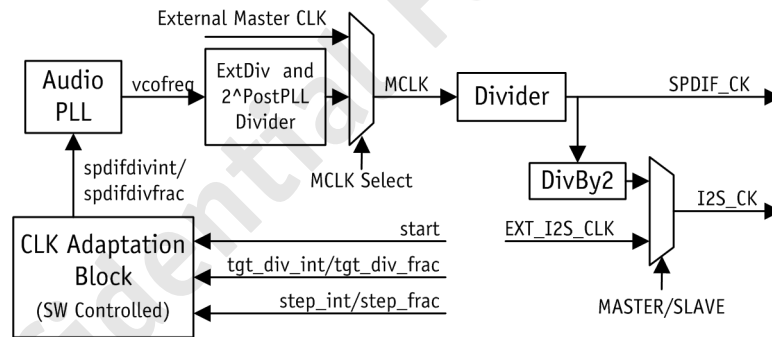 External Master CLK
Audio
PLL
vcofreq
ExtDiv and
2^PostPLL
Divider
MCLK
Divider
SPDIF_CK
MCLK Select
spdifdivint/
spdifdivfrac
DivBy2
I2S_CK
EXT_I2S_CLK
MASTER/SLAVE
CLK Adaptation
Block
(SW Controlled)
start
tgt_div_int/tgt_div_frac
step_int/step_frac
fidential F